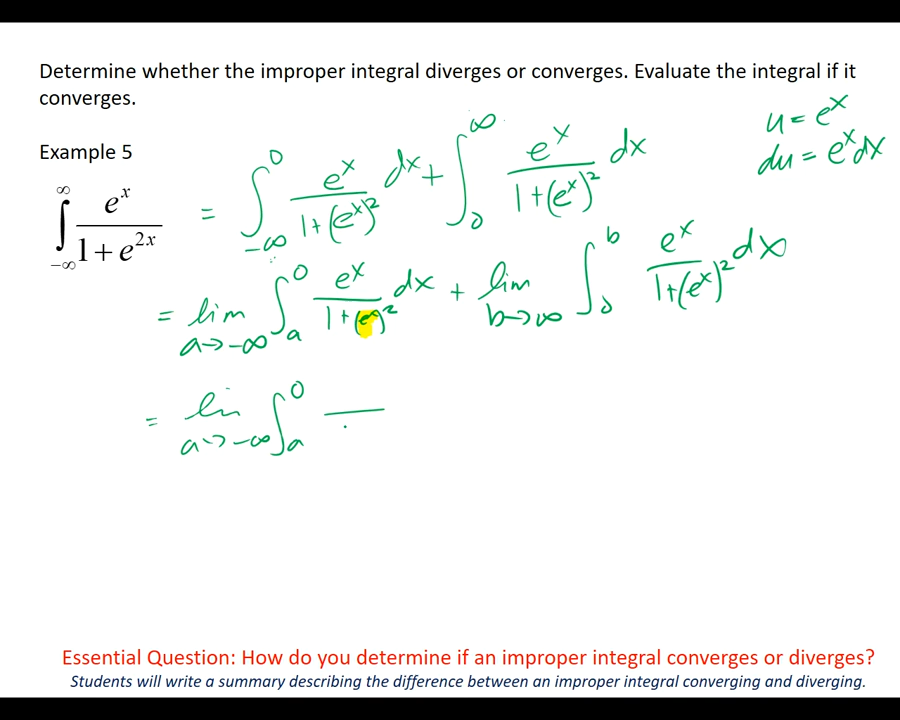 Determine whether the improper integral diverges or converges. Evaluate the integral if it
converges.
u = e^x
du = e^x dx
Example 5
∫_{-∞}^{∞} e^x / (1 + e^{2x})
= ∫_{-∞}^{0} e^x / (1+(e^x)^2) dx + ∫_{0}^{∞} e^x / (1+(e^x)^2) dx
= lim_{a→-∞} ∫_{a}^{0} e^x / (1+(e^x)^2) dx + lim_{b→∞} ∫_{0}^{b} e^x / (1+(e^x)^2) dx
= lim_{a→-∞} ∫_{a}^{0} —
Essential Question: How do you determine if an improper integral converges or diverges?
Students will write a summary describing the difference between an improper integral converging and diverging.